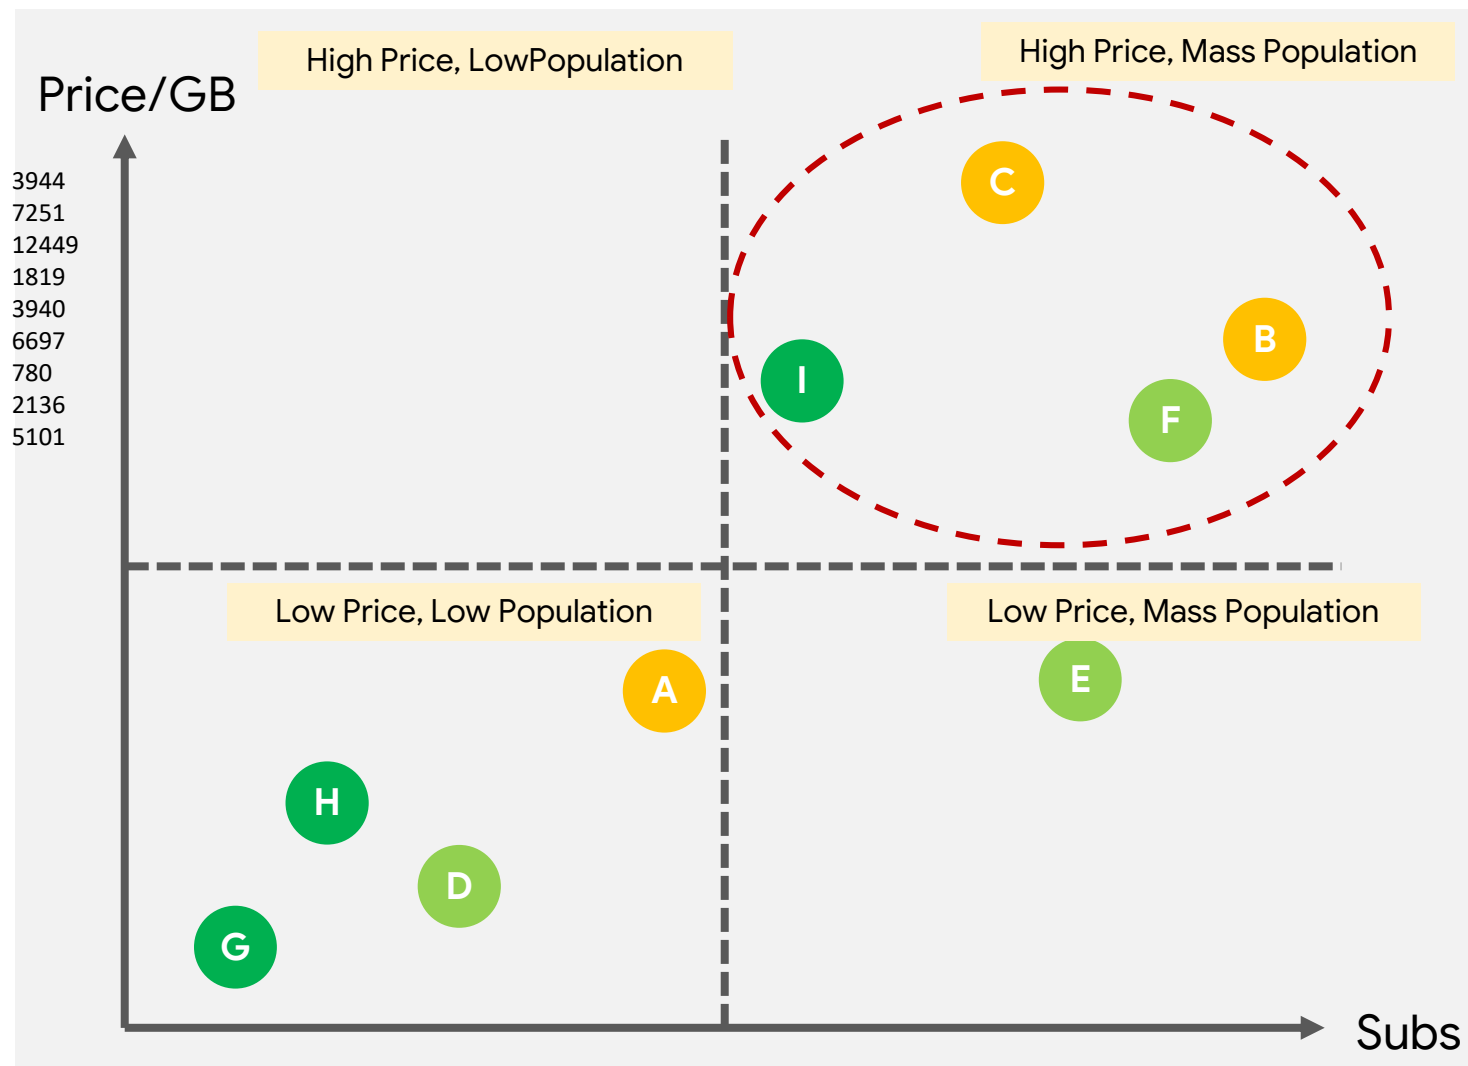 High Price, LowPopulation
High Price, Mass Population
Price/GB
3944
7251
12449
1819
3940
6697
780
2136
5101
C
B
I
F
Low Price, Low Population
Low Price, Mass Population
A
E
H
D
G
Subs